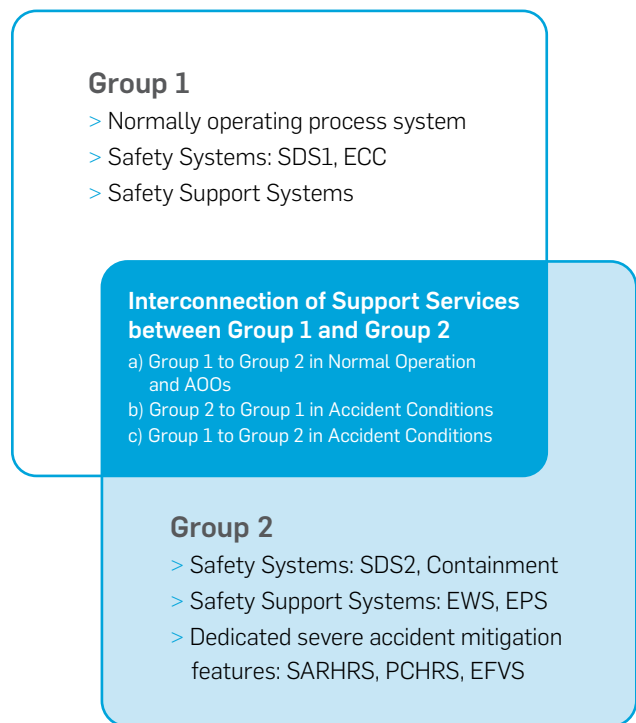 Group 1
> Normally operating process system
> Safety Systems: SDS1, ECC
> Safety Support Systems
Interconnection of Support Services
between Group 1 and Group 2
a) Group 1 to Group 2 in Normal Operation
and AOOs
b) Group 2 to Group 1 in Accident Conditions
c) Group 1 to Group 2 in Accident Conditions
Group 2
> Safety Systems: SDS2, Containment
> Safety Support Systems: EWS, EPS
> Dedicated severe accident mitigation
features: SARHRS, PCHRS, EFVS